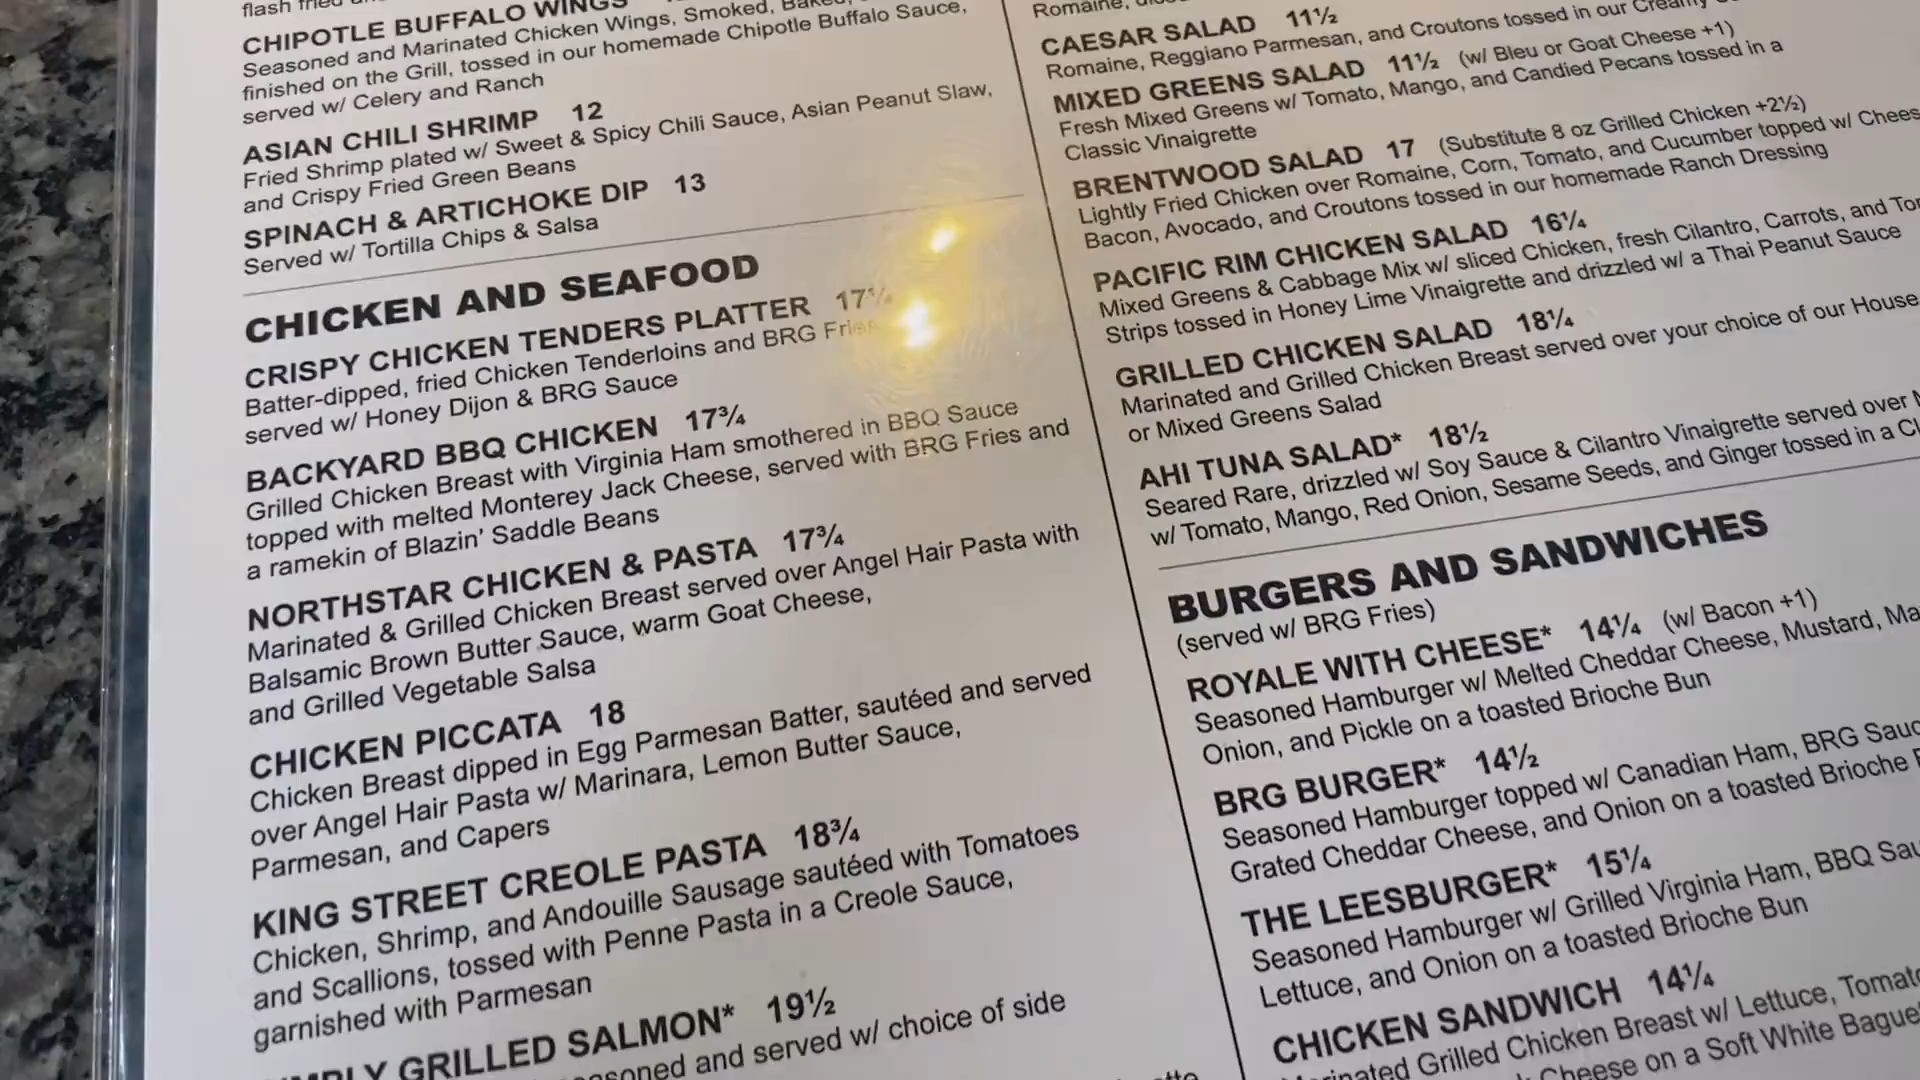 flash fried
CHIPOTLE BUFFALO WINGS
Seasoned and Marinated Chicken Wings, Smoked, Baked,
finished on the Grill, tossed in our homemade Chipotle Buffalo Sauce,
served w/ Celery and Ranch
ASIAN CHILI SHRIMP 12
Fried Shrimp plated w/ Sweet & Spicy Chili Sauce, Asian Peanut Slaw,
and Crispy Fried Green Beans
SPINACH & ARTICHOKE DIP 13
Served w/ Tortilla Chips & Salsa
CHICKEN AND SEAFOOD
CRISPY CHICKEN TENDERS PLATTER
Batter-dipped, fried Chicken Tenderloins and BRG Fries
served w/ Honey Dijon & BRG Sauce
BACKYARD BBQ CHICKEN 17¾
Grilled Chicken Breast with Virginia Ham smothered in BBQ Sauce
topped with melted Monterey Jack Cheese, served with BRG Fries and
a ramekin of Blazin' Saddle Beans
NORTHSTAR CHICKEN & PASTA 17¾
Marinated & Grilled Chicken Breast served over Angel Hair Pasta with
Balsamic Brown Butter Sauce, warm Goat Cheese,
and Grilled Vegetable Salsa
CHICKEN PICCATA 18
Chicken Breast dipped in Egg Parmesan Batter, sautéed and served
over Angel Hair Pasta w/ Marinara, Lemon Butter Sauce,
Parmesan, and Capers
KING STREET CREOLE PASTA 18¾
Chicken, Shrimp, and Andouille Sausage sautéed with Tomatoes
and Scallions, tossed with Penne Pasta in a Creole Sauce,
garnished with Parmesan
GRILLED SALMON* 19½
and served w/ choice of side
Romaine,
CAESAR SALAD 11½
Romaine, Reggiano Parmesan, and Croutons tossed in our Creamy
MIXED GREENS SALAD 11½ (w/ Bleu or Goat Cheese +1)
Fresh Mixed Greens w/ Tomato, Mango, and Candied Pecans tossed in a
Classic Vinaigrette
BRENTWOOD SALAD 17 (Substitute 8 oz Grilled Chicken +2½)
Lightly Fried Chicken over Romaine, Corn, Tomato, and Cucumber topped w/
Bacon, Avocado, and Croutons tossed in our homemade Ranch Dressing
PACIFIC RIM CHICKEN SALAD 16¼
Mixed Greens & Cabbage Mix w/ sliced Chicken, fresh Cilantro, Carrots, and
Strips tossed in Honey Lime Vinaigrette and drizzled w/ a Thai Peanut Sauce
GRILLED CHICKEN SALAD 18¼
Marinated and Grilled Chicken Breast served over your choice of our House
or Mixed Greens Salad
AHI TUNA SALAD* 18½
Seared Rare, drizzled w/ Soy Sauce & Cilantro Vinaigrette served over
w/ Tomato, Mango, Red Onion, Sesame Seeds, and Ginger tossed in a
BURGERS AND SANDWICHES
(served w/ BRG Fries)
ROYALE WITH CHEESE* 14¼ (w/ Bacon +1)
Seasoned Hamburger w/ Melted Cheddar Cheese, Mustard,
Onion, and Pickle on a toasted Brioche Bun
BRG BURGER* 14½
Seasoned Hamburger topped w/ Canadian Ham, BRG
Grated Cheddar Cheese, and Onion on a toasted Brioche
THE LEESBURGER* 15¼
Seasoned Hamburger w/ Grilled Virginia Ham, BBQ
Lettuce, and Onion on a toasted Brioche Bun
CHICKEN SANDWICH 14¼
Grilled Chicken Breast w/ Lettuce,
Cheese on a Soft White